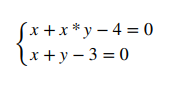 x + x * y − 4 = 0
x + y − 3 = 0